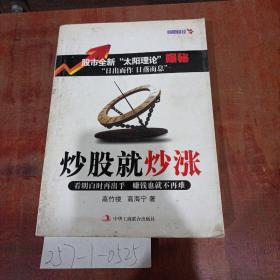 股市全新“太阳理论”曝秘
“日出而作 日落而息”
炒股就炒涨
看明白时再出手 赚钱也就不再难
高竹楼 高海宁 著
中华工商联合出版社
257-1-0525